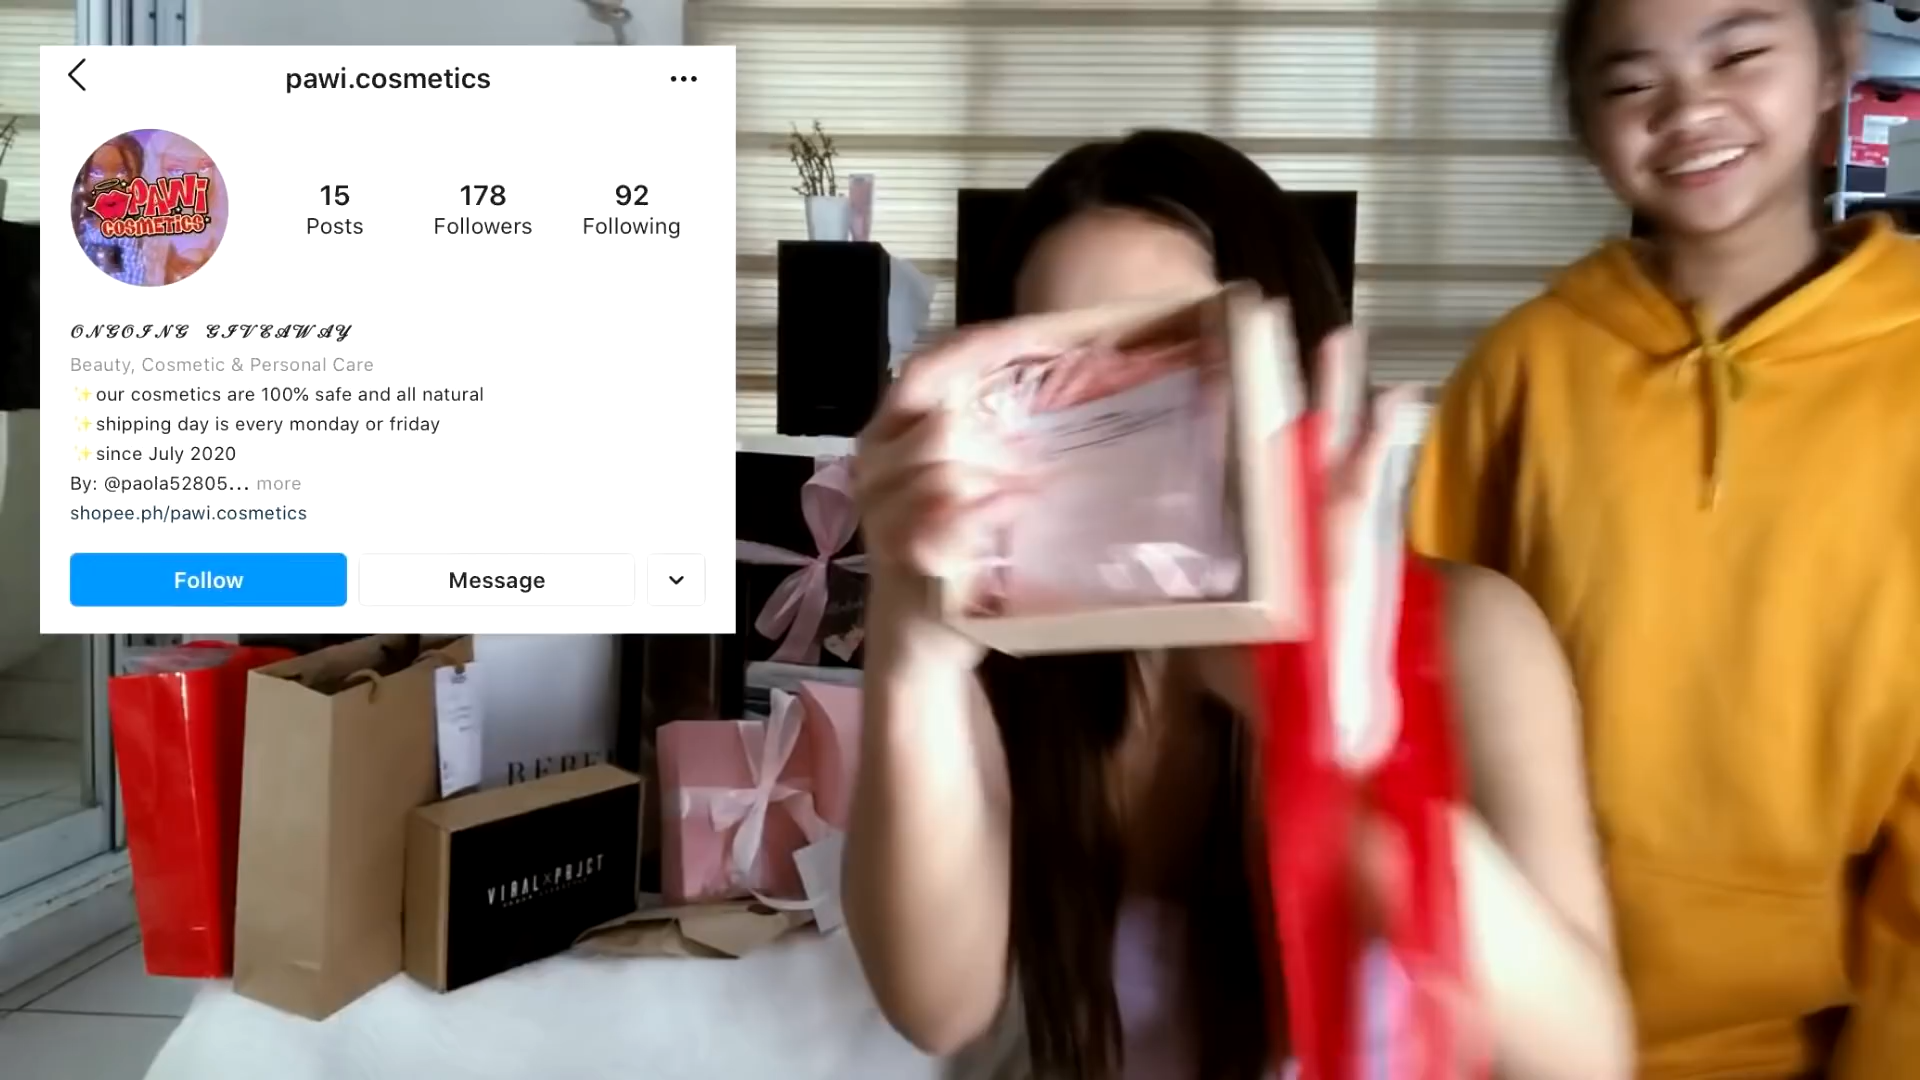 pawi.cosmetics
PAWi
COSMETICS
15
Posts
178
Followers
92
Following
𝓞𝓝𝓖𝓞𝓘𝓝𝓖 𝓖𝓘𝓥𝓔𝓐𝓦𝓐𝓨
Beauty, Cosmetic & Personal Care
✨our cosmetics are 100% safe and all natural
✨shipping day is every monday or friday
✨since July 2020
By: @paola52805... more
shopee.ph/pawi.cosmetics
Follow
Message
VIRAL X PRJCT